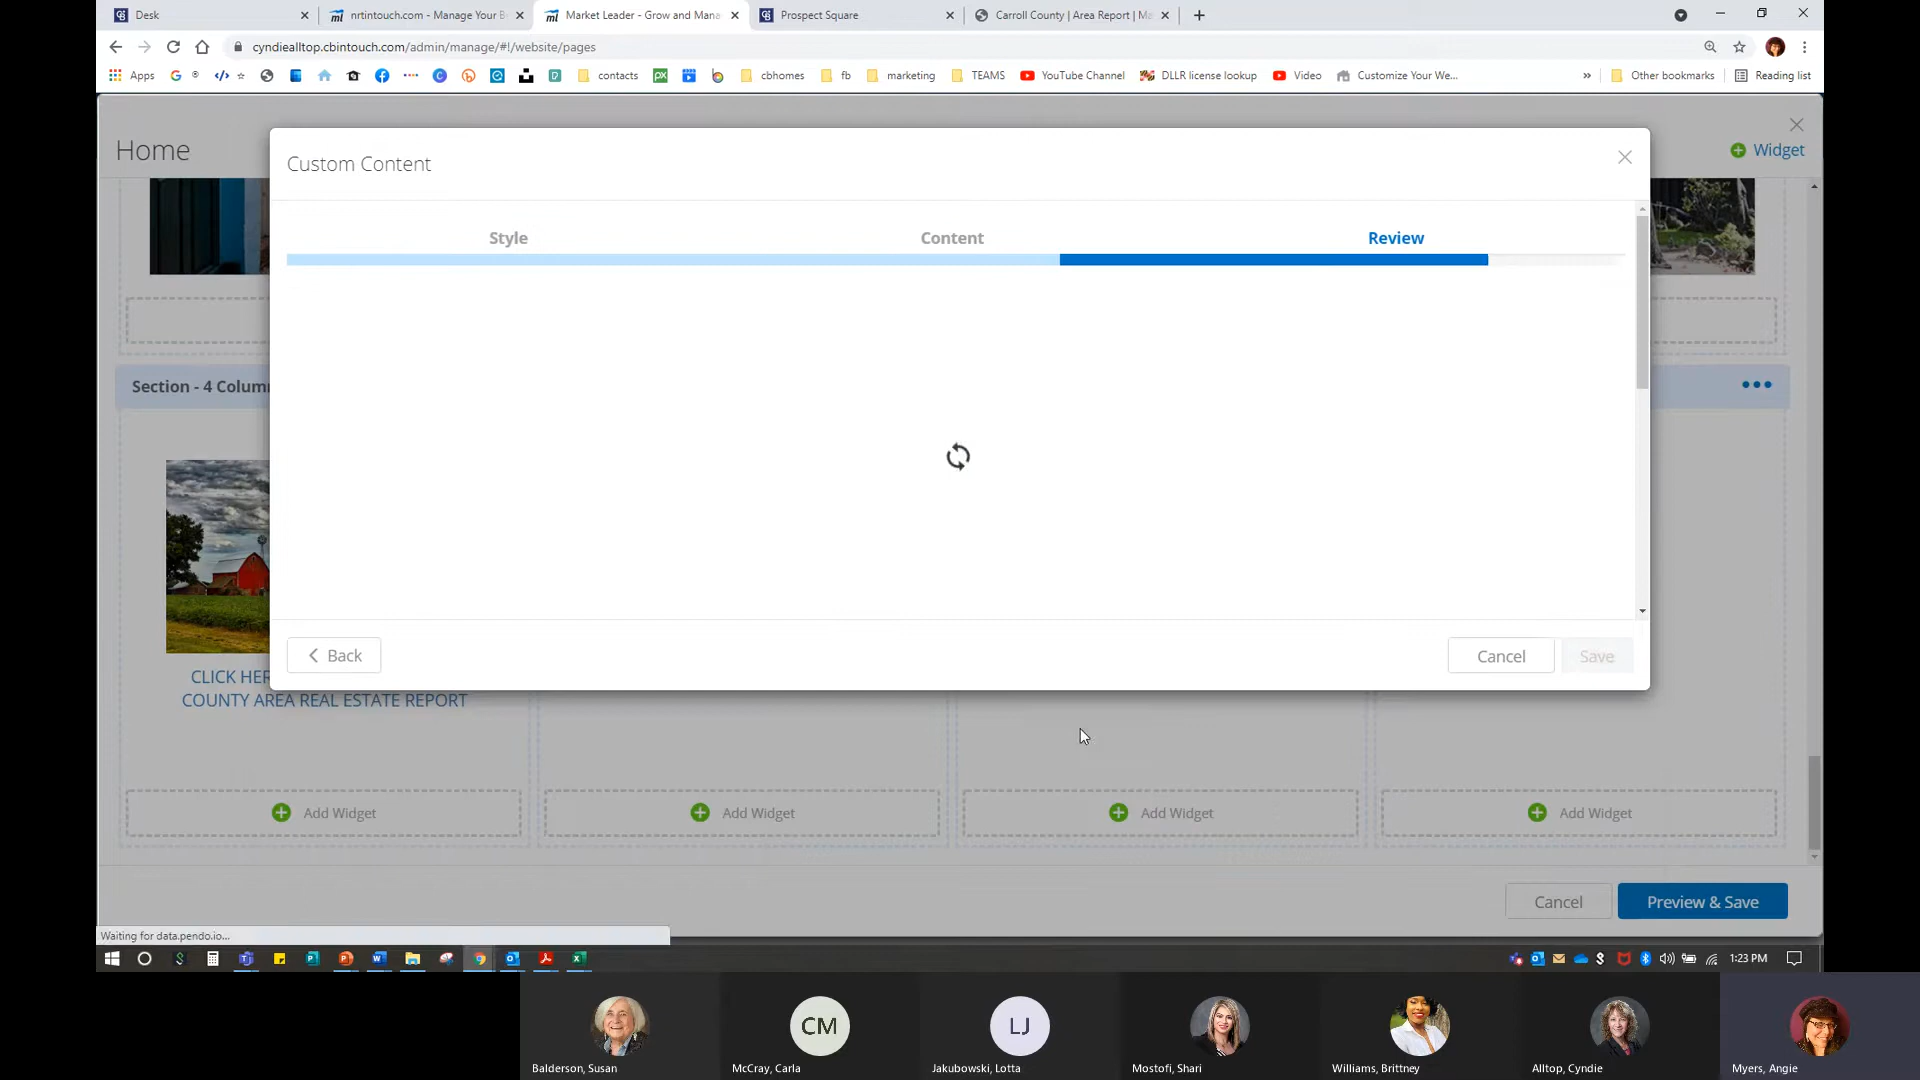 Desk
nrtintouch.com - Manage Your B
Market Leader - Grow and Mana
Prospect Square
Carroll County | Area Report | Ma
cyndiealltop.cbintouch.com/admin/manage/#!/website/pages
Apps
contacts
cbhomes
fb
marketing
TEAMS
YouTube Channel
DLLR license lookup
Video
Customize Your We...
»
Other bookmarks
Reading list
Home
Widget
Custom Content
Style
Content
Review
Section - 4 Colum
CLICK HER
COUNTY AREA REAL ESTATE REPORT
Back
Cancel
Save
Add Widget
Add Widget
Add Widget
Add Widget
Cancel
Preview & Save
Waiting for data.pendo.io...
1:23 PM
CM
LJ
Balderson, Susan
McCray, Carla
Jakubowski, Lotta
Mostofi, Shari
Williams, Brittney
Alltop, Cyndie
Myers, Angie